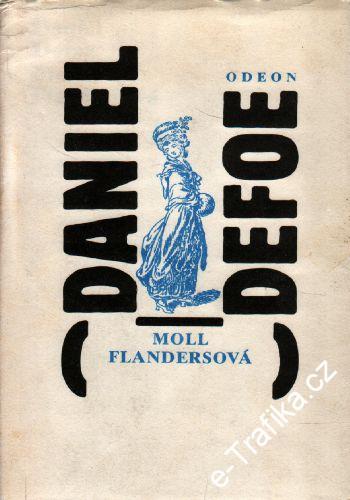 DANIEL
DEFOE
ODEON
MOLL
FLANDERSOVÁ
e-Trafika.cz